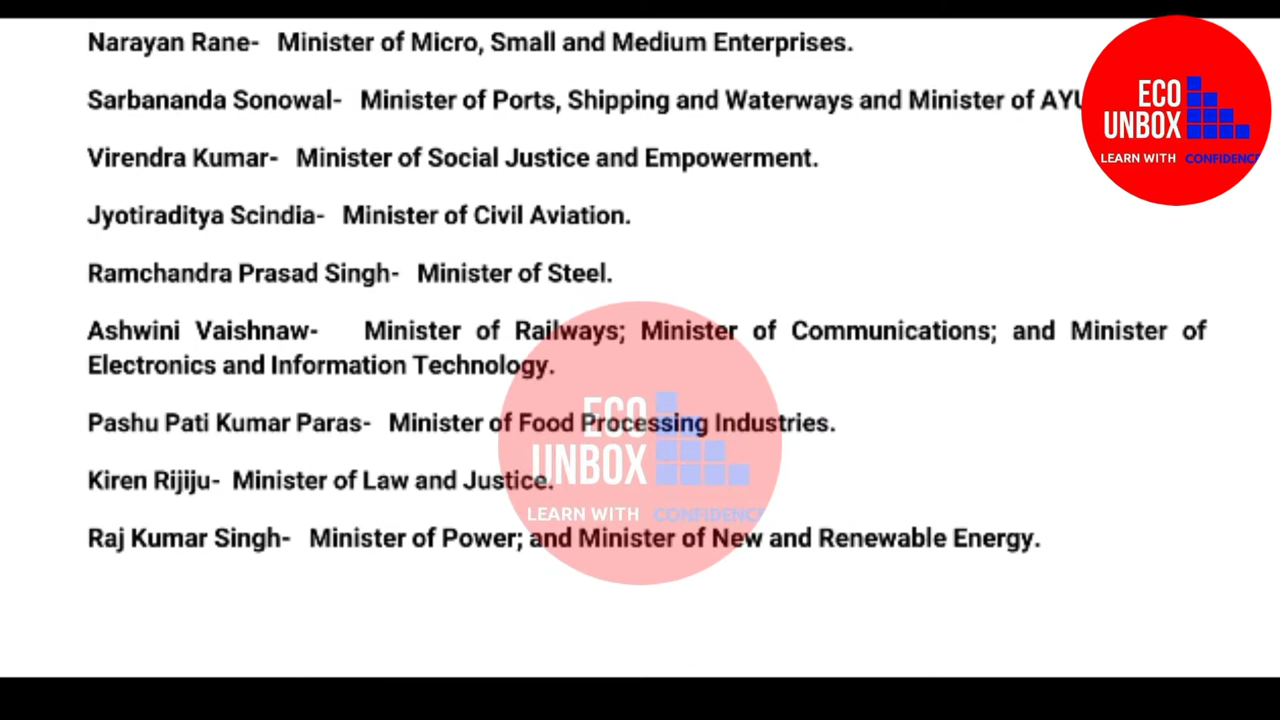 Narayan Rane- Minister of Micro, Small and Medium Enterprises.
Sarbananda Sonowal- Minister of Ports, Shipping and Waterways and Minister of
Virendra Kumar- Minister of Social Justice and Empowerment.
Jyotiraditya Scindia- Minister of Civil Aviation.
Ramchandra Prasad Singh- Minister of Steel.
Ashwini Vaishnaw- Minister of Railways; Minister of Communications; and Minister of
Electronics and Information Technology.
Pashu Pati Kumar Paras- Minister of Food Processing Industries.
Kiren Rijiju- Minister of Law and Justice.
Raj Kumar Singh- Minister of Power; and Minister of New and Renewable Energy.
ECO
UNBOX
LEARN WITH CONFIDENCE
ECO
UNBOX
LEARN WITH CONFIDENCE